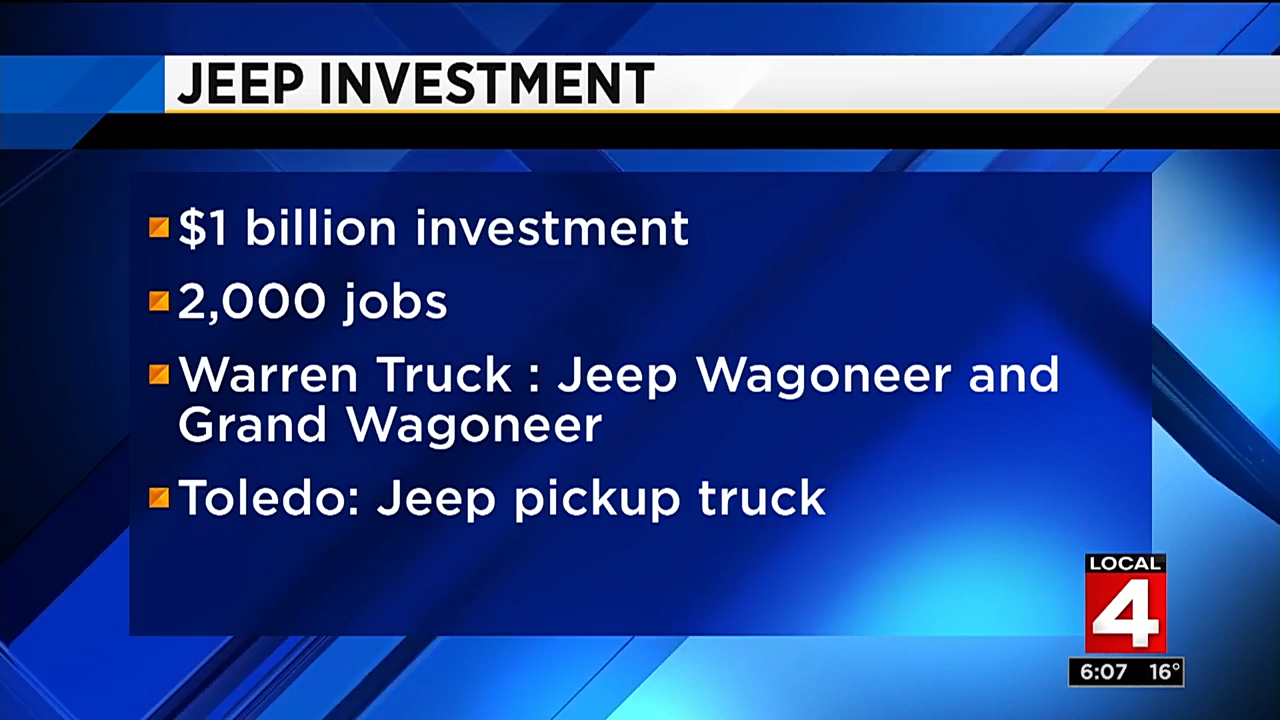 JEEP INVESTMENT
$1 billion investment
2,000 jobs
Warren Truck : Jeep Wagoneer and
Grand Wagoneer
Toledo: Jeep pickup truck
LOCAL
4
6:07 16°